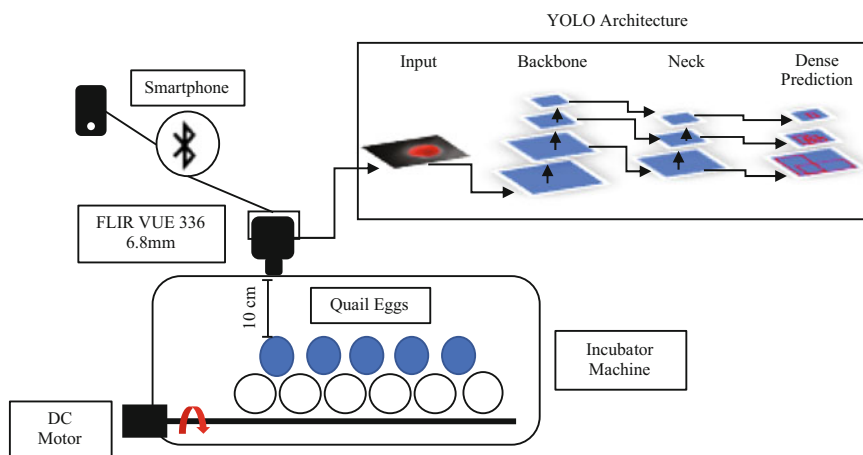 YOLO Architecture
Input
Backbone
Neck
Dense
Prediction
Smartphone
FLIR VUE 336
6.8mm
10 cm
Quail Eggs
Incubator
Machine
DC
Motor